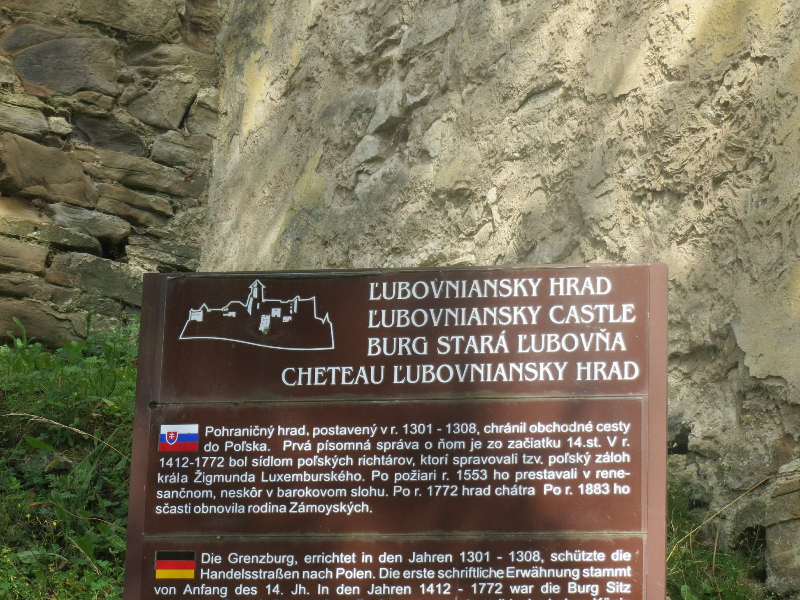 ĽUBOVNIANSKY HRAD
ĽUBOVNIANSKY CASTLE
BURG STARÁ ĽUBOVŇA
CHETEAU ĽUBOVNIANSKY HRAD
Pohraničný hrad, postavený v r. 1301 - 1308, chránil obchodné cesty
do Poľska. Prvá písomná správa o ňom je zo začiatku 14.st. V r.
1412-1772 bol sídlom poľských richtárov, ktorí spravovali tzv. poľský záloh
kráľa Žigmunda Luxemburského. Po požiari r. 1553 ho prestavali v rene-
sančnom, neskôr v barokovom slohu. Po r. 1772 hrad chátra Po r. 1883 ho
sčasti obnovila rodina Zámoyských.
Die Grenzburg, errichtet in den Jahren 1301 - 1308, schützte die
Handelsstraßen nach Polen. Die erste schriftliche Erwähnung stammt
von Anfang des 14. Jh. In den Jahren 1412 - 1772 war die Burg Sitz